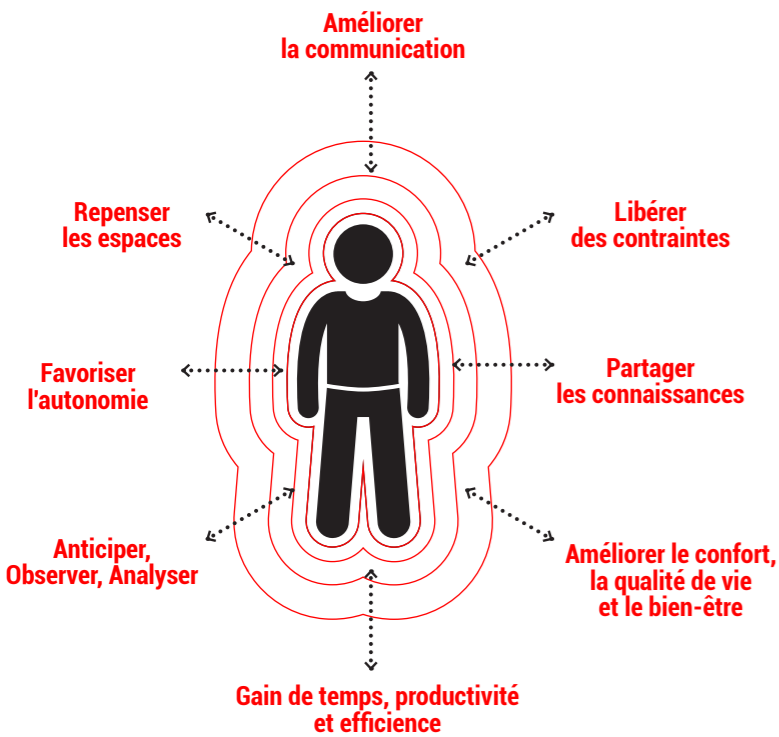 Améliorer
la communication
Repenser
les espaces
Libérer
des contraintes
Favoriser
l'autonomie
Partager
les connaissances
Anticiper,
Observer, Analyser
Améliorer le confort,
la qualité de vie
et le bien-être
Gain de temps, productivité
et efficience